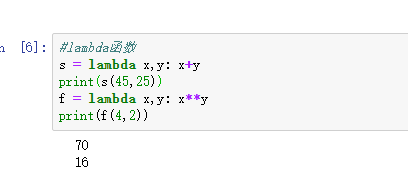 n [6]:
#lambda函数
s = lambda x,y: x+y
print(s(45,25))
f = lambda x,y: x**y
print(f(4,2))
70
16